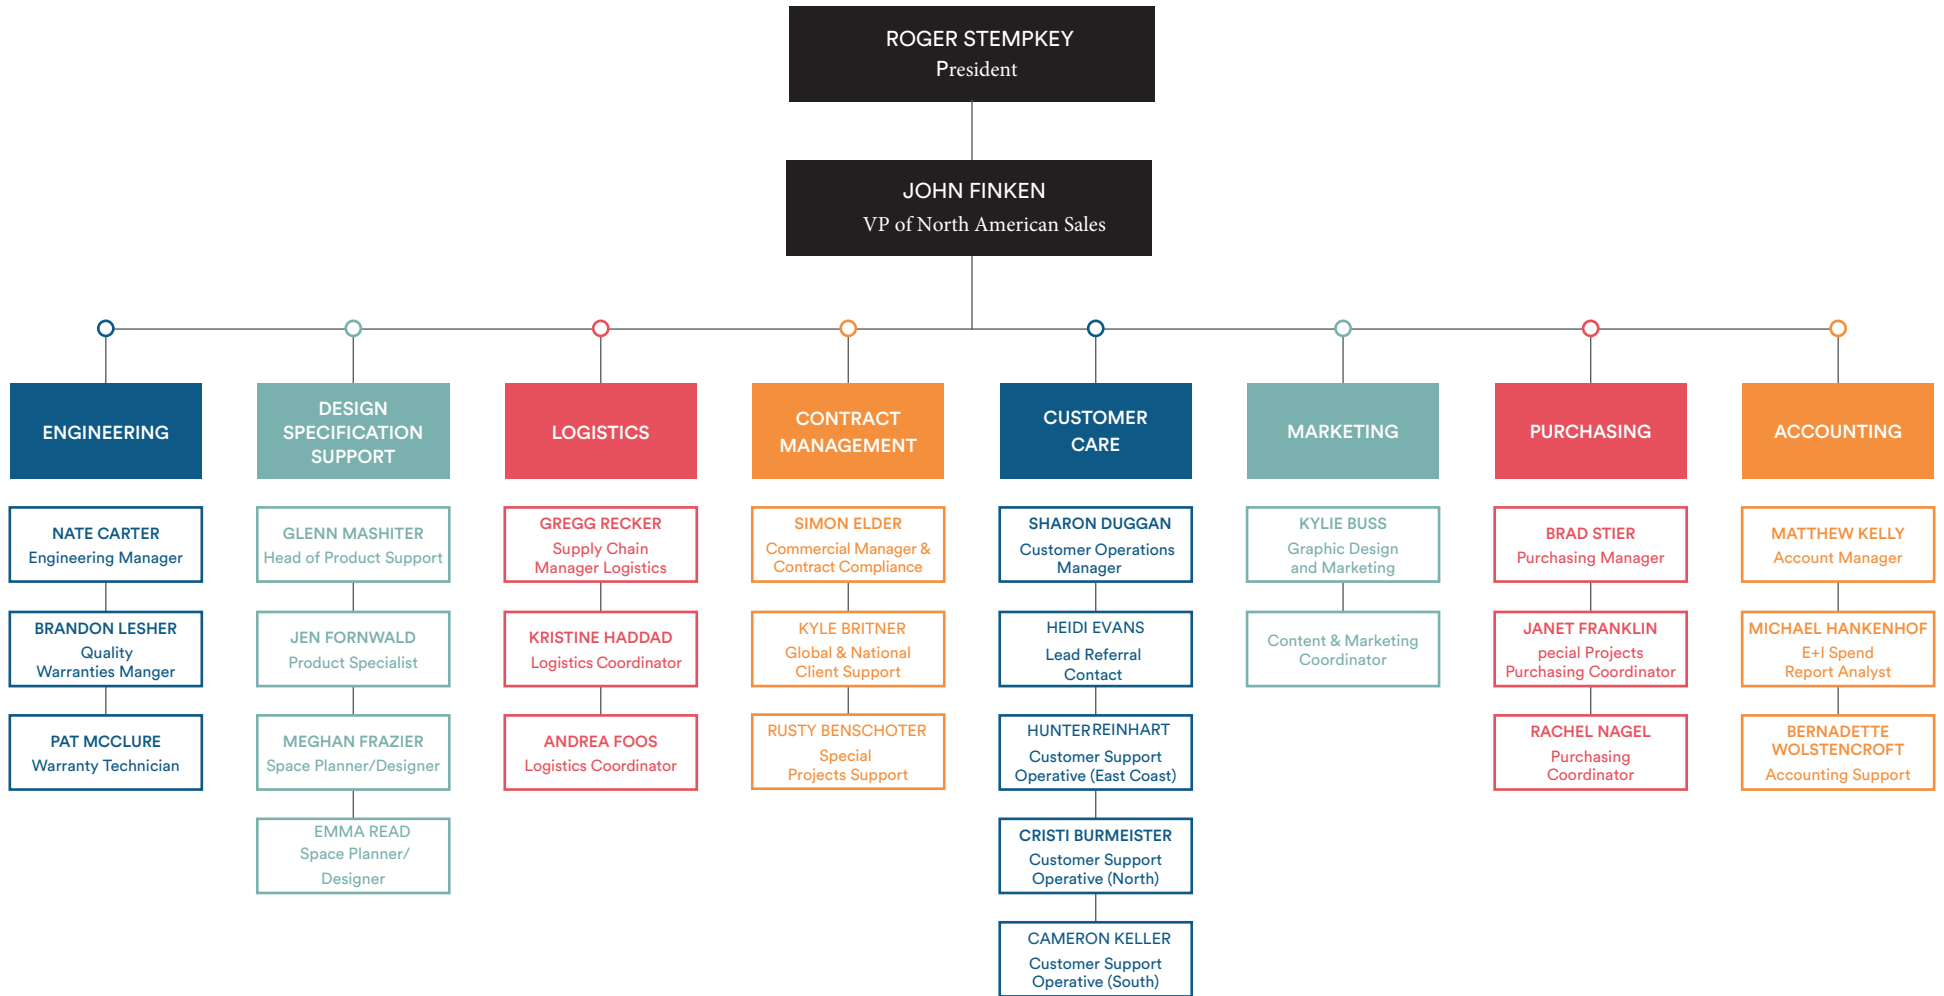 ROGER STEMPKEY
President
JOHN FINKEN
VP of North American Sales
ENGINEERING
NATE CARTER
Engineering Manager
BRANDON LESHER
Quality
Warranties Manger
PAT MCCLURE
Warranty Technician
DESIGN
SPECIFICATION
SUPPORT
GLENN MASHITER
Head of Product Support
JEN FORNWALD
Product Specialist
MEGHAN FRAZIER
Space Planner/Designer
EMMA READ
Space Planner/
Designer
LOGISTICS
GREGG RECKER
Supply Chain
Manager Logistics
KRISTINE HADDAD
Logistics Coordinator
ANDREA FOOS
Logistics Coordinator
CONTRACT
MANAGEMENT
SIMON ELDER
Commercial Manager &
Contract Compliance
KYLE BRITNER
Global & National
Client Support
RUSTY BENSCHOTER
Special
Projects Support
CUSTOMER
CARE
SHARON DUGGAN
Customer Operations
Manager
HEIDI EVANS
Lead Referral
Contact
HUNTER REINHART
Customer Support
Operative (East Coast)
CRISTI BURMEISTER
Customer Support
Operative (North)
CAMERON KELLER
Customer Support
Operative (South)
MARKETING
KYLIE BUSS
Graphic Design
and Marketing
Content & Marketing
Coordinator
PURCHASING
BRAD STIER
Purchasing Manager
JANET FRANKLIN
pecial Projects
Purchasing Coordinator
RACHEL NAGEL
Purchasing
Coordinator
ACCOUNTING
MATTHEW KELLY
Account Manager
MICHAEL HANKENHOF
E+I Spend
Report Analyst
BERNADETTE
WOLSTENCROFT
Accounting Support